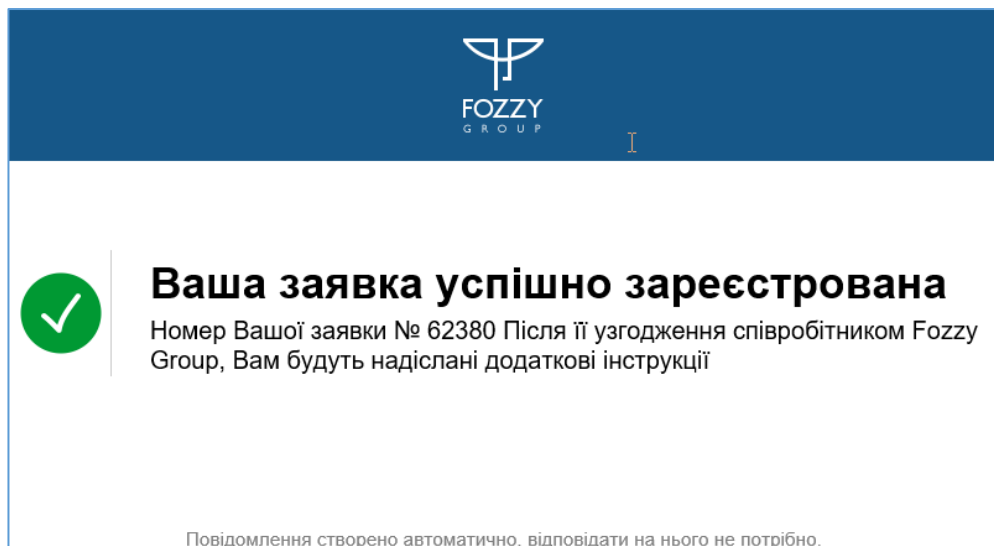 FOZZY
GROUP
Ваша заявка успішно зареєстрована
Номер Вашої заявки № 62380 Після її узгодження співробітником Fozzy
Group, Вам будуть надіслані додаткові інструкції
Повідомлення створено автоматично, відповідати на нього не потрібно.